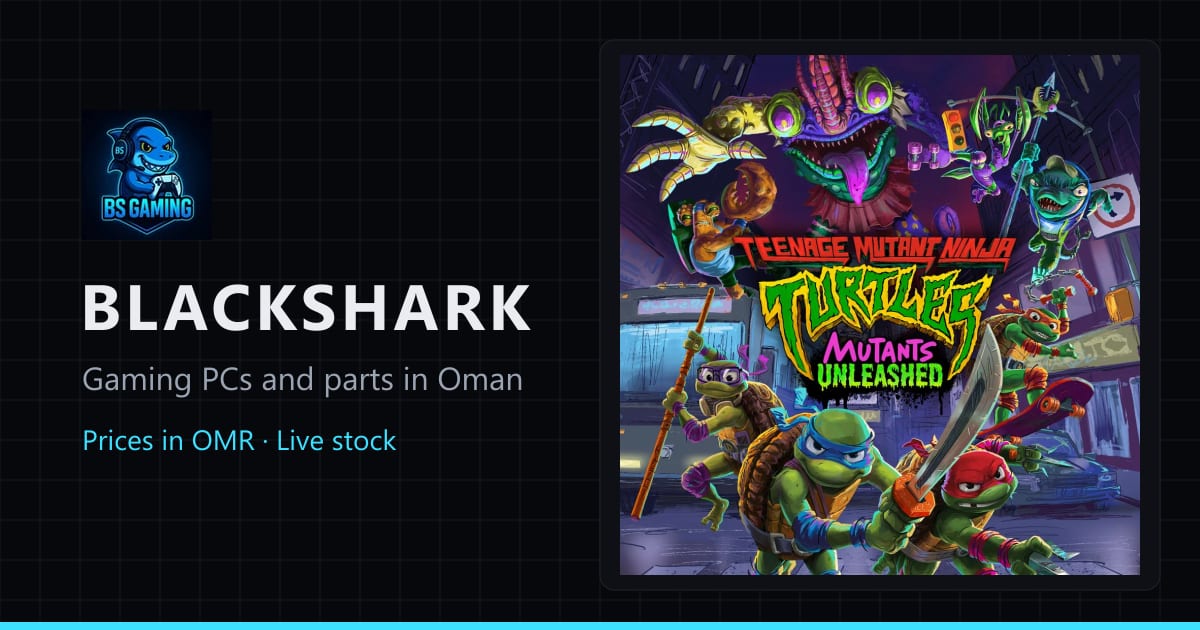 BS
BS GAMING
BLACKSHARK
Gaming PCs and parts in Oman
Prices in OMR · Live stock
TEENAGE MUTANT NINJA
TURTLES
MUTANTS
UNLEASHED